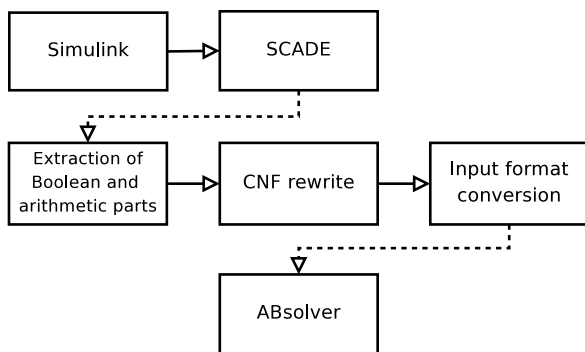 Simulink
SCADE
Extraction of
Boolean and
arithmetic parts
CNF rewrite
Input format
conversion
ABsolver